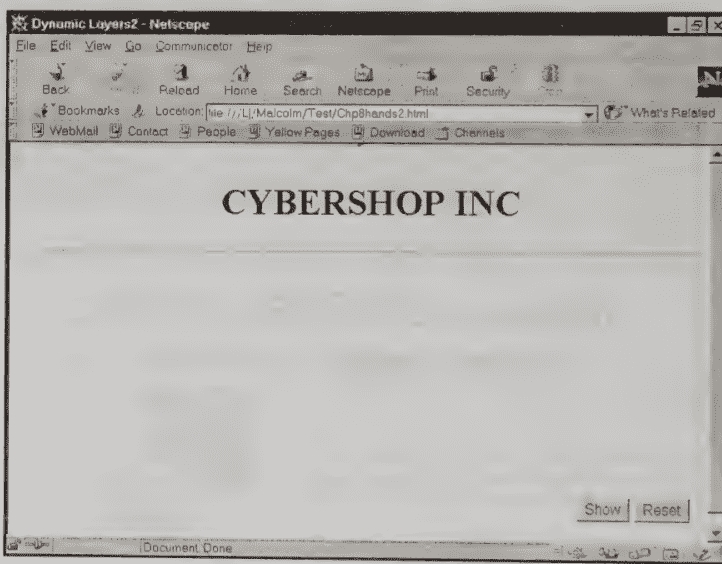 Dynamic Layers2 - Netscape
File Edit View Go Communicator Help
Back Reload Home Search Netscape Print Security
Bookmarks Location: file:///L|/Malcolm/Test/Chp8hands2.html What's Related
WebMail Contact People Yellow Pages Download Channels
CYBERSHOP INC
Show Reset
Document Done